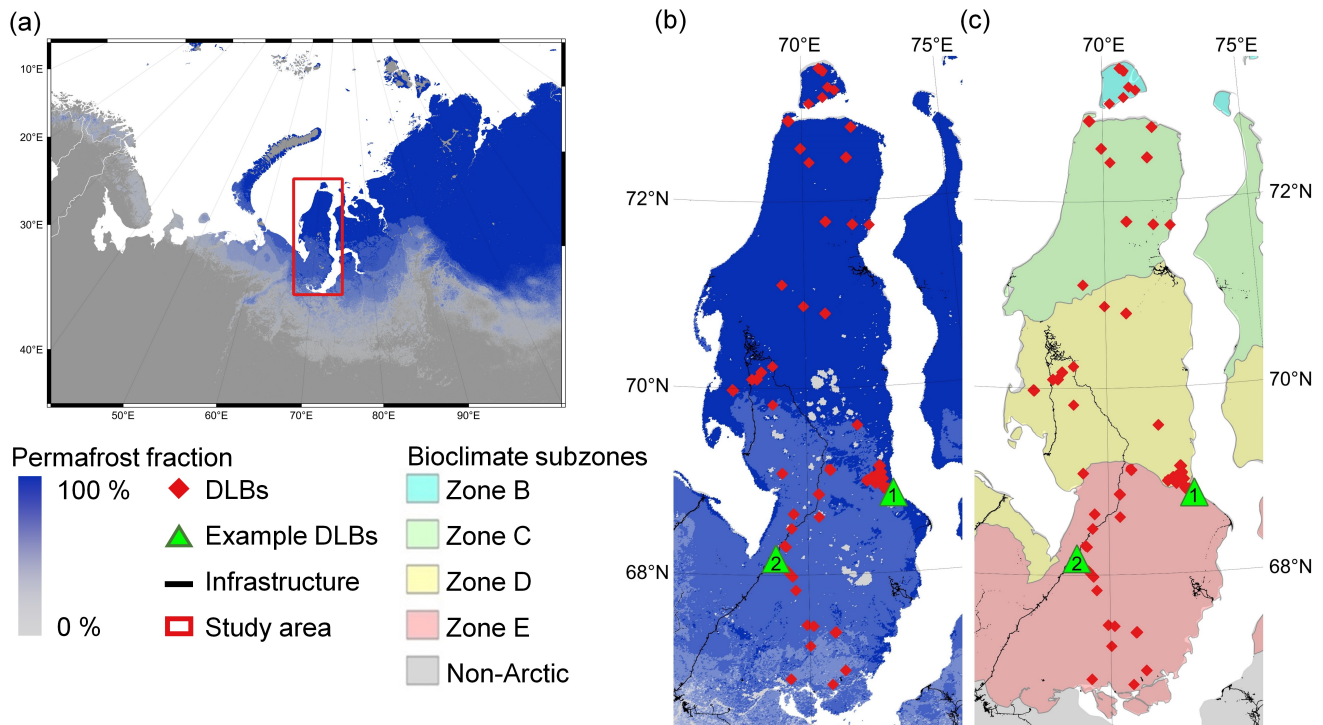 (a)
10°E
20°E
30°E
40°E
50°E
60°E
70°E
80°E
90°E
Permafrost fraction
100 %
0 %
DLBs
Example DLBs
Infrastructure
Study area
Bioclimate subzones
Zone B
Zone C
Zone D
Zone E
Non-Arctic
(b)
70°E
75°E
72°N
70°N
68°N
1
2
(c)
70°E
75°E
72°N
70°N
68°N
1
2